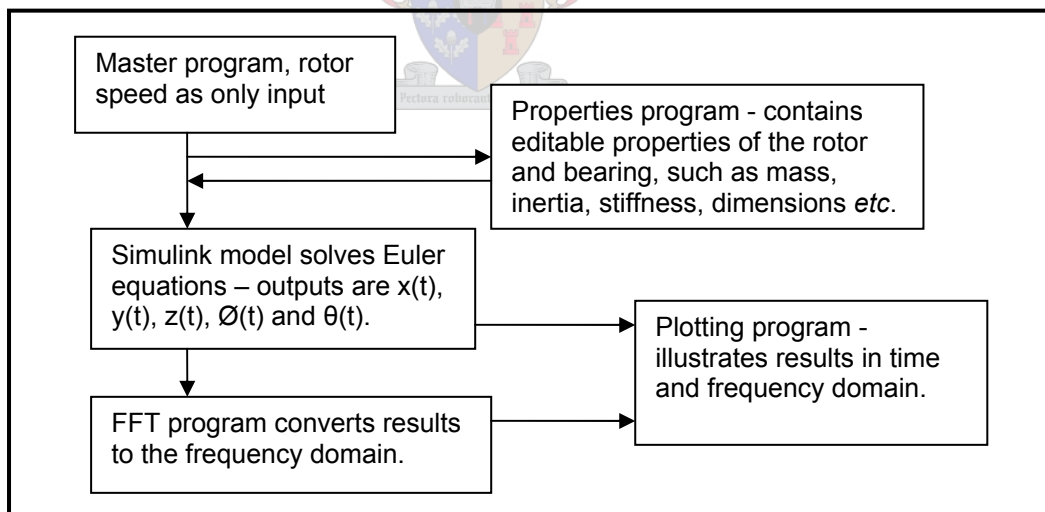 Pectora roborant
Master program, rotor
speed as only input
Properties program - contains
editable properties of the rotor
and bearing, such as mass,
inertia, stiffness, dimensions etc.
Simulink model solves Euler
equations – outputs are x(t),
y(t), z(t), Ø(t) and θ(t).
Plotting program -
illustrates results in time
and frequency domain.
FFT program converts results
to the frequency domain.